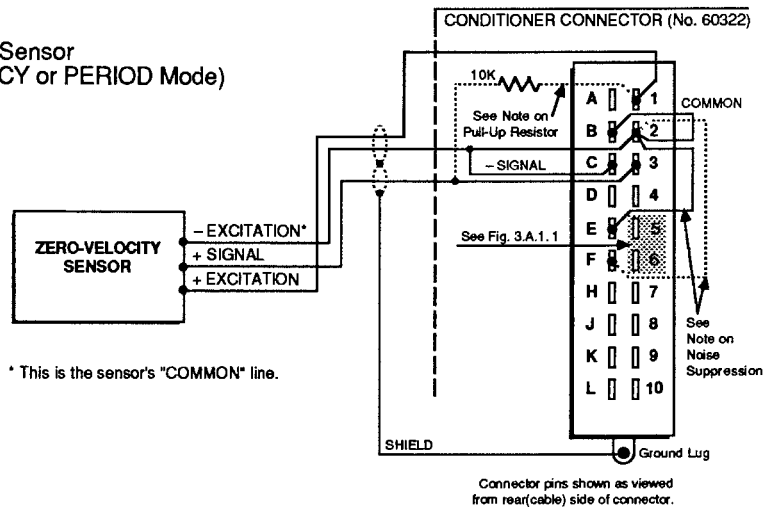 CONDITIONER CONNECTOR (No. 60322)
Sensor
CY or PERIOD Mode)
10K
See Note on
Pull-Up Resistor
COMMON
A 1
B 2
C 3
D 4
E 5
F 6
H 7
J 8
K 9
L 10
– SIGNAL
See Fig. 3.A.1.1
ZERO-VELOCITY
SENSOR
– EXCITATION*
+ SIGNAL
+ EXCITATION
See
Note on
Noise
Suppression
* This is the sensor's "COMMON" line.
SHIELD
Ground Lug
Connector pins shown as viewed
from rear(cable) side of connector.